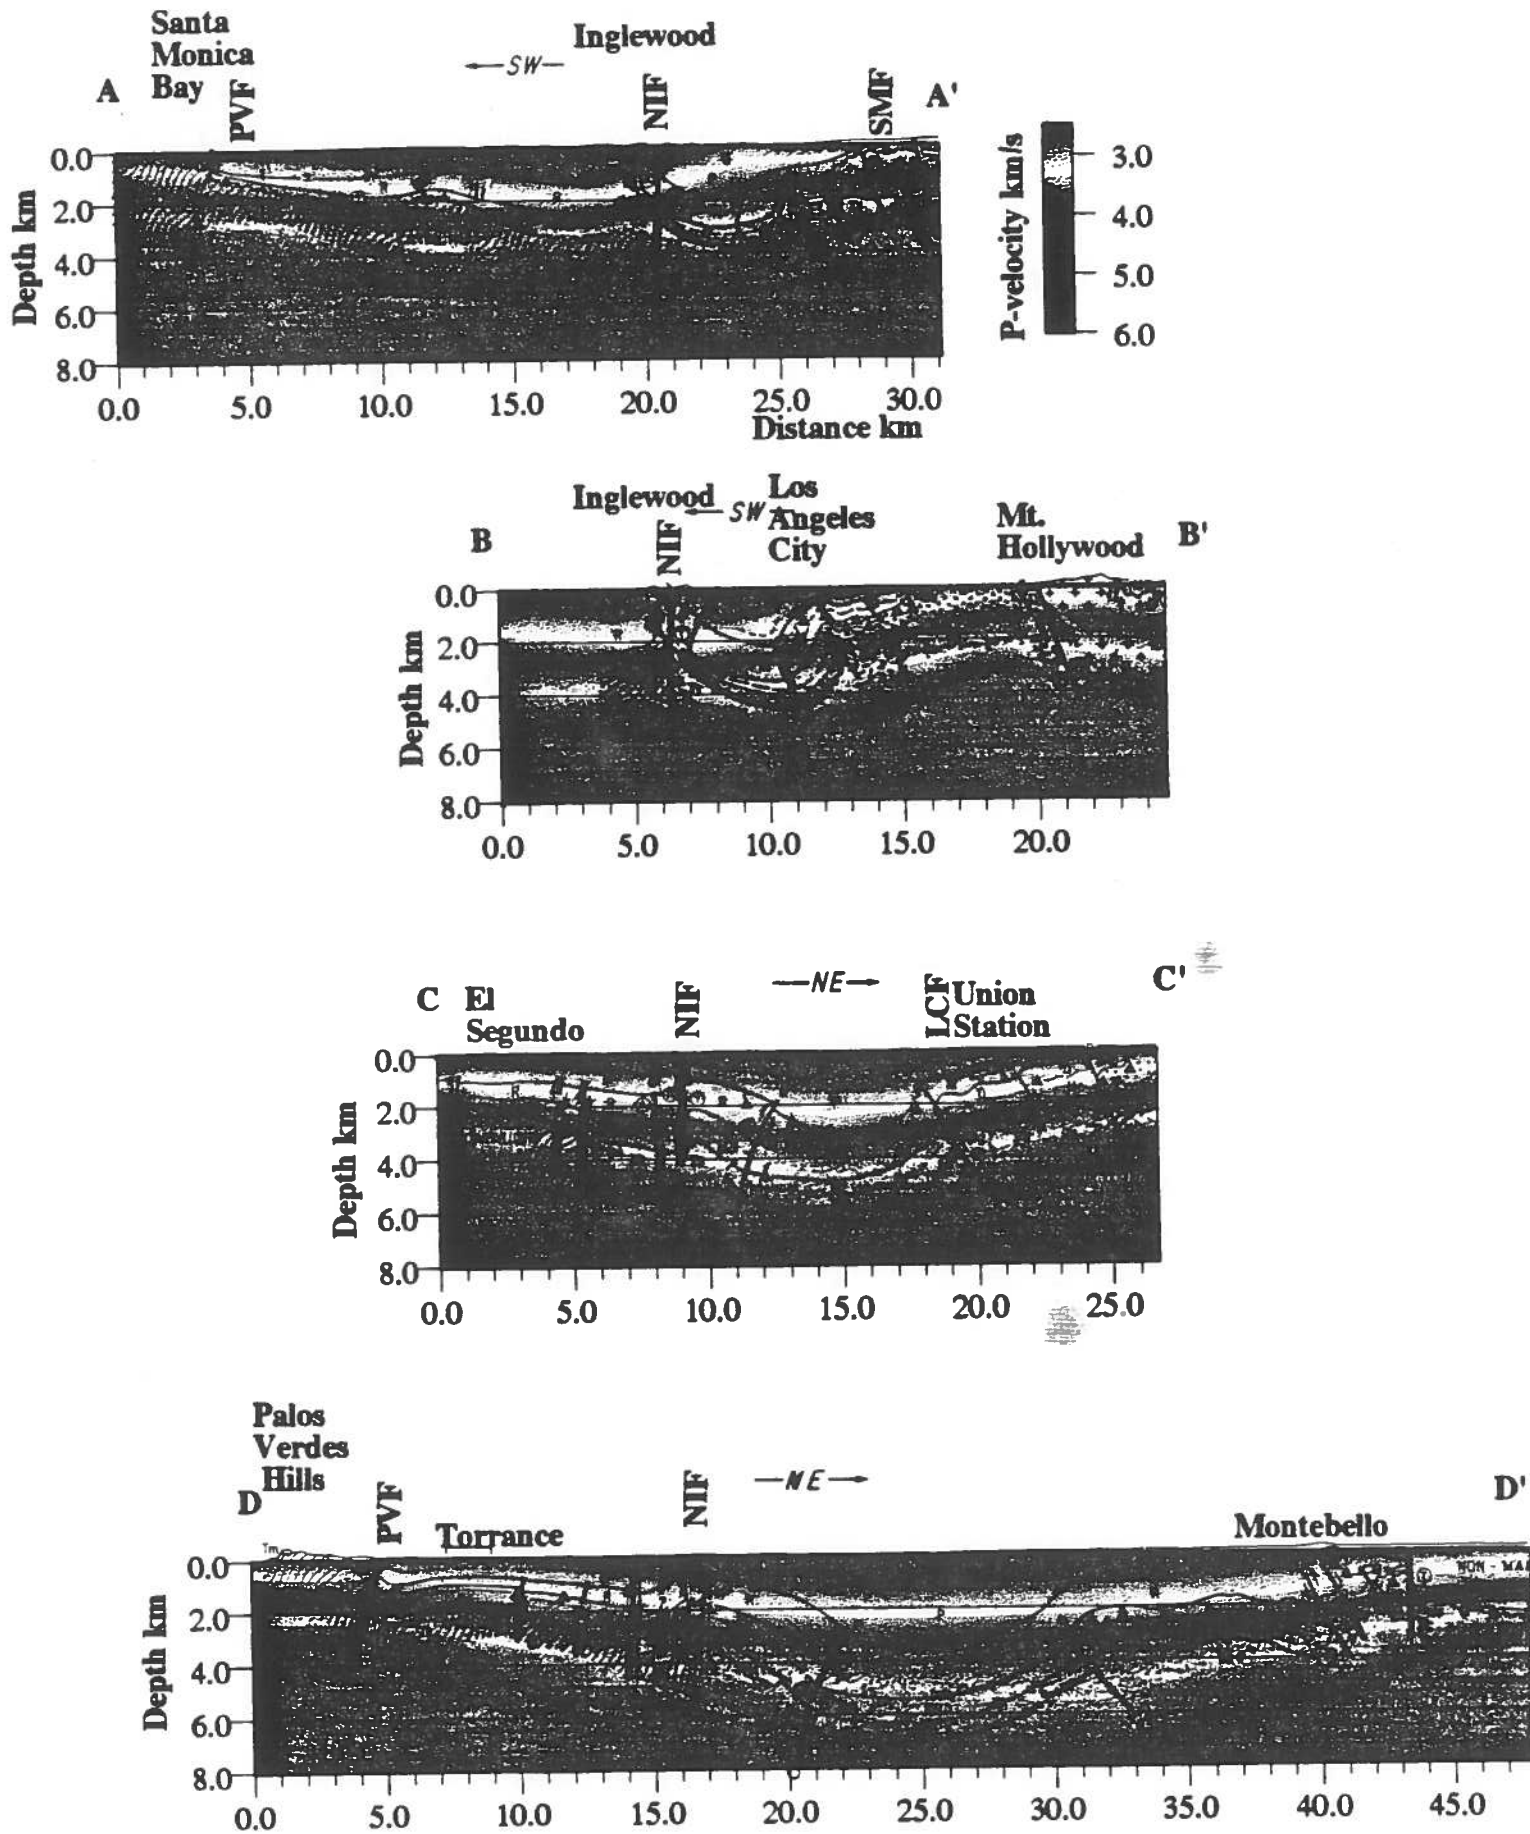 Santa
Monica
Bay
Inglewood
←SW—
A
PVF
NIF
SMF
A'
0.0
2.0
4.0
6.0
8.0
Depth km
0.0 5.0 10.0 15.0 20.0 25.0 30.0
Distance km
P-velocity km/s
3.0
4.0
5.0
6.0
Inglewood
←SW
Los
Angeles
City
Mt.
Hollywood
B
NIF
B'
0.0
2.0
4.0
6.0
8.0
Depth km
0.0 5.0 10.0 15.0 20.0
C
El
Segundo
NIF
—NE→
LCF
Union
Station
C'
0.0
2.0
4.0
6.0
8.0
Depth km
0.0 5.0 10.0 15.0 20.0 25.0
Palos
Verdes
Hills
D
PVF
Torrance
NIF
—NE→
Montebello
D'
Tm
NON - MA
0.0
2.0
4.0
6.0
8.0
Depth km
0.0 5.0 10.0 15.0 20.0 25.0 30.0 35.0 40.0 45.0